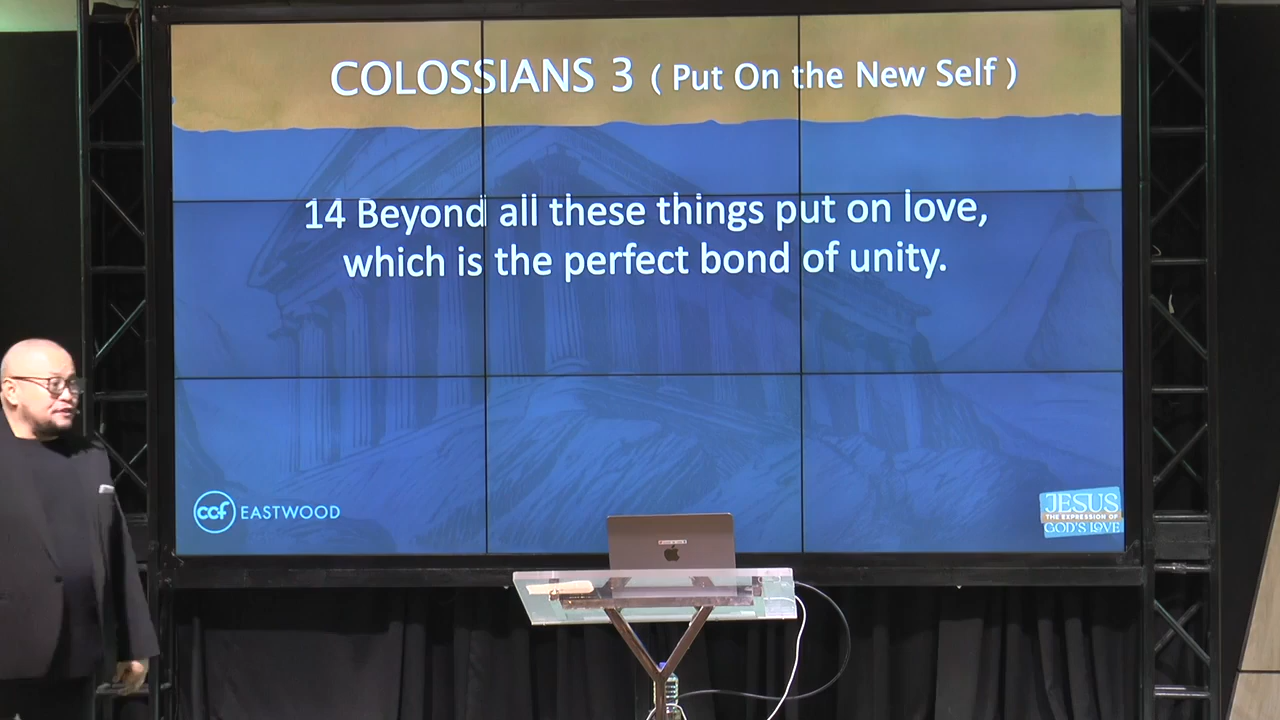 COLOSSIANS 3 ( Put On the New Self )
14 Beyond all these things put on love,
which is the perfect bond of unity.
ccf EASTWOOD
JESUS
THE EXPRESSION OF
GOD'S LOVE